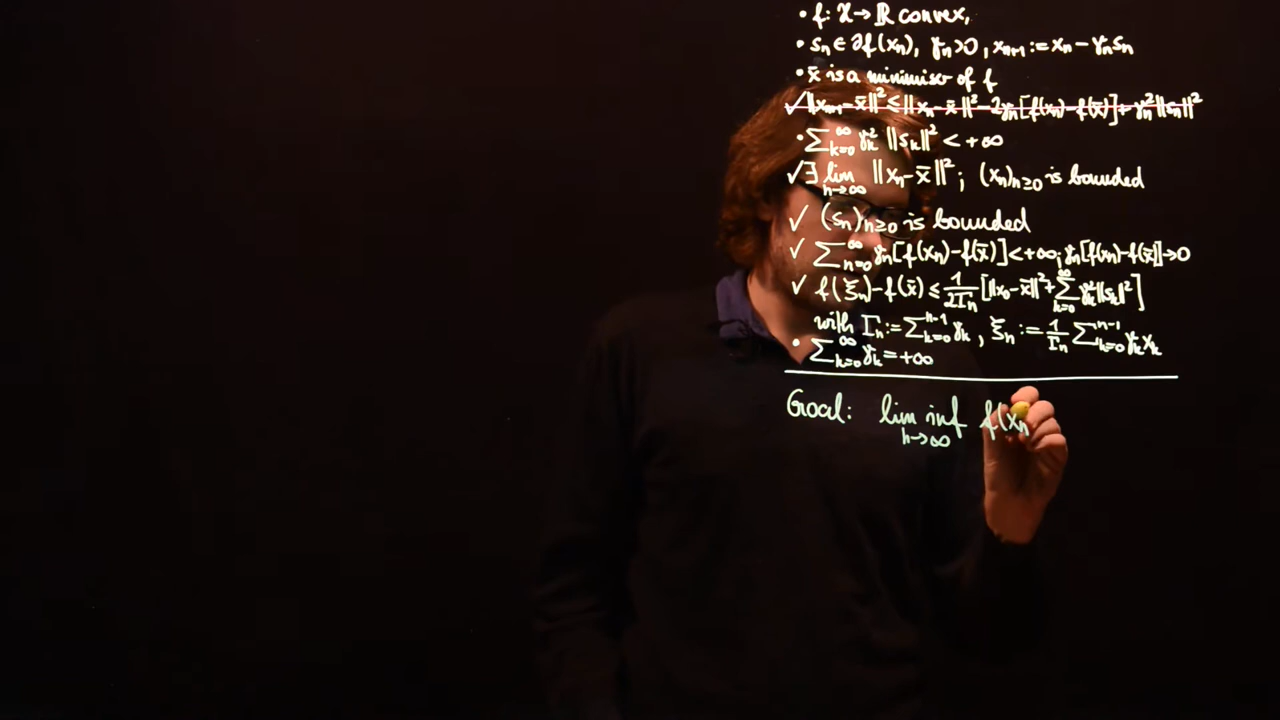 • f: X→ℝ convex,
• sₙ∈∂f(xₙ), γₙ>0, xₙ₊₁:=xₙ-γₙsₙ
• x̄ is a minimiser of f
✓‖xₙ₊₁-x̄‖²≤‖xₙ-x̄‖²-2γₙ[f(xₙ)-f(x̄)]+γₙ²‖sₙ‖²
• ∑_{k=0}^∞ γₖ²‖sₖ‖²<+∞
✓∃ lim_{n→∞} ‖xₙ-x̄‖²; (xₙ)_{n≥0} is bounded
✓ (sₙ)_{n≥0} is bounded
✓ ∑_{n=0}^∞ γₙ[f(xₙ)-f(x̄)]<+∞; γₙ[f(xₙ)-f(x̄)]→0
✓ f(ξₙ)-f(x̄)≤1/(2Γₙ)[‖x₀-x̄‖²+∑_{k=0}^∞ γₖ²‖sₖ‖²]
with Γₙ:=∑_{k=0}^{n-1} γₖ, ξₙ:=1/Γₙ ∑_{k=0}^{n-1} γₖxₖ
• ∑_{k=0}^∞ γₖ=+∞
Goal: lim inf_{n→∞} f(xₙ